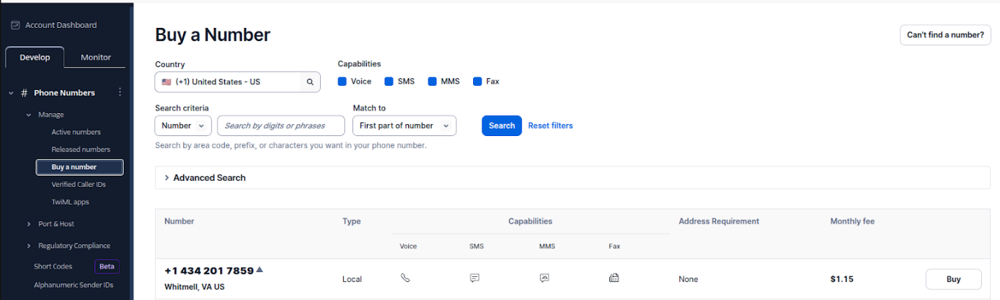 Account Dashboard
Develop Monitor
# Phone Numbers
Manage
Active numbers
Released numbers
Buy a number
Verified Caller IDs
TwiML apps
Port & Host
Regulatory Compliance
Short Codes Beta
Alphanumeric Sender IDs
Buy a Number
Can't find a number?
Country
(+1) United States - US
Capabilities
Voice SMS MMS Fax
Search criteria
Number
Search by digits or phrases
Match to
First part of number
Search
Reset filters
Search by area code, prefix, or characters you want in your phone number.
Advanced Search
Number Type Capabilities Address Requirement Monthly fee
Voice SMS MMS Fax
+1 434 201 7859
Whitmell, VA US
Local None $1.15 Buy